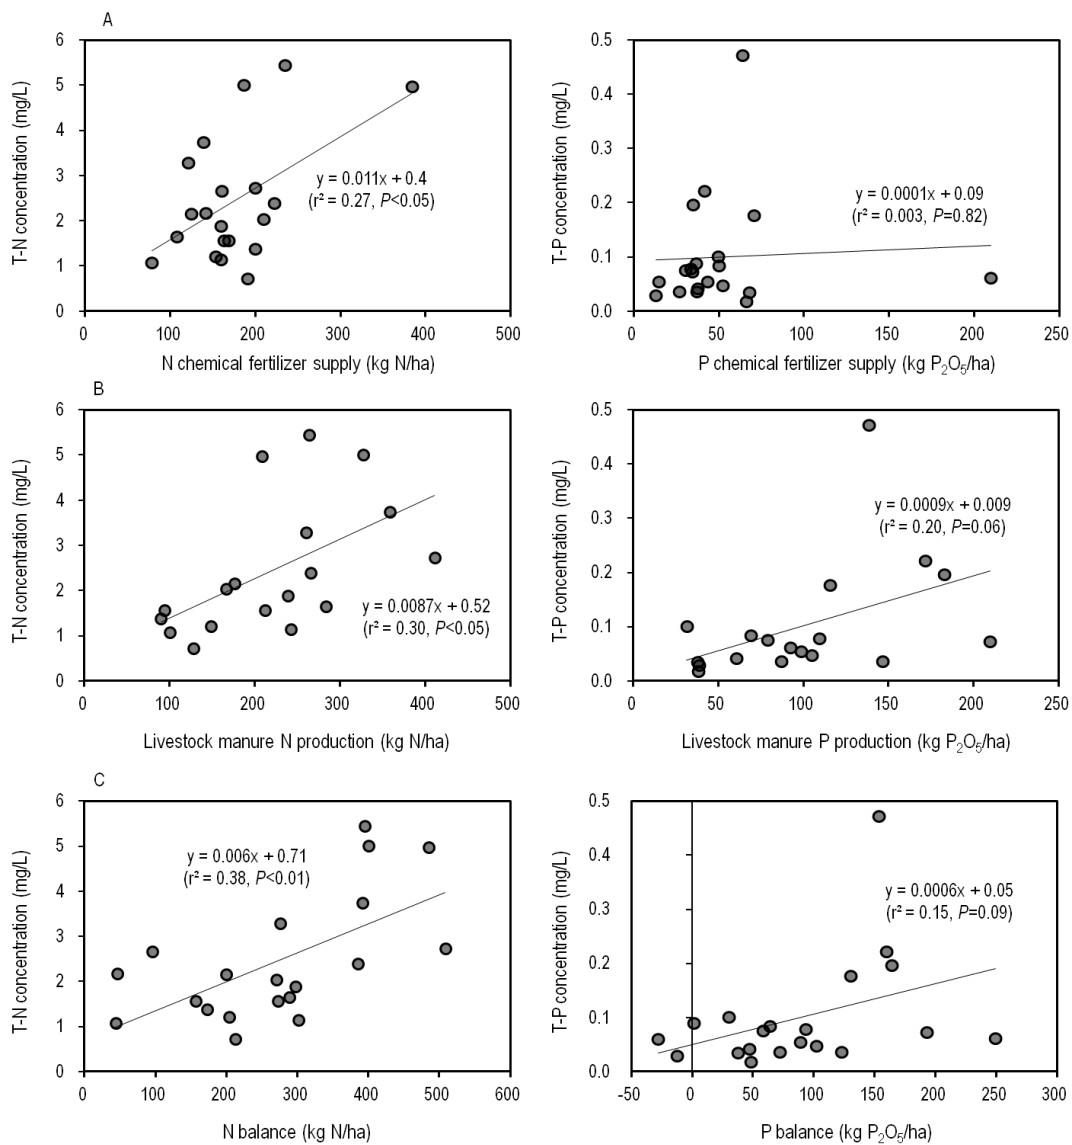 A
6
5
4
3
2
1
0
T-N concentration (mg/L)
y = 0.011x + 0.4
(r² = 0.27, P<0.05)
0 100 200 300 400 500
N chemical fertilizer supply (kg N/ha)
0.5
0.4
0.3
0.2
0.1
0.0
T-P concentration (mg/L)
y = 0.0001x + 0.09
(r² = 0.003, P=0.82)
0 50 100 150 200 250
P chemical fertilizer supply (kg P₂O₅/ha)
B
6
5
4
3
2
1
0
T-N concentration (mg/L)
y = 0.0087x + 0.52
(r² = 0.30, P<0.05)
0 100 200 300 400 500
Livestock manure N production (kg N/ha)
0.5
0.4
0.3
0.2
0.1
0.0
T-P concentration (mg/L)
y = 0.0009x + 0.009
(r² = 0.20, P=0.06)
0 50 100 150 200 250
Livestock manure P production (kg P₂O₅/ha)
C
6
5
4
3
2
1
0
T-N concentration (mg/L)
y = 0.006x + 0.71
(r² = 0.38, P<0.01)
0 100 200 300 400 500 600
N balance (kg N/ha)
0.5
0.4
0.3
0.2
0.1
0.0
T-P concentration (mg/L)
y = 0.0006x + 0.05
(r² = 0.15, P=0.09)
-50 0 50 100 150 200 250 300
P balance (kg P₂O₅/ha)